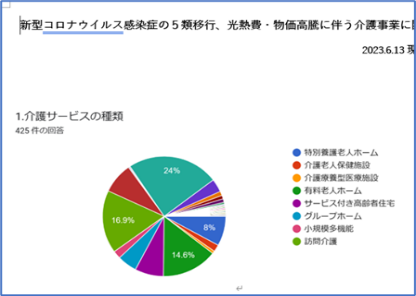 新型コロナウイルス感染症の５類移行、光熱費・物価高騰に伴う介護事業に
2023.6.13 現
1.介護サービスの種類
425 件の回答
24%
16.9%
14.6%
8%
特別養護老人ホーム
介護老人保健施設
介護療養型医療施設
有料老人ホーム
サービス付き高齢者住宅
グループホーム
小規模多機能
訪問介護